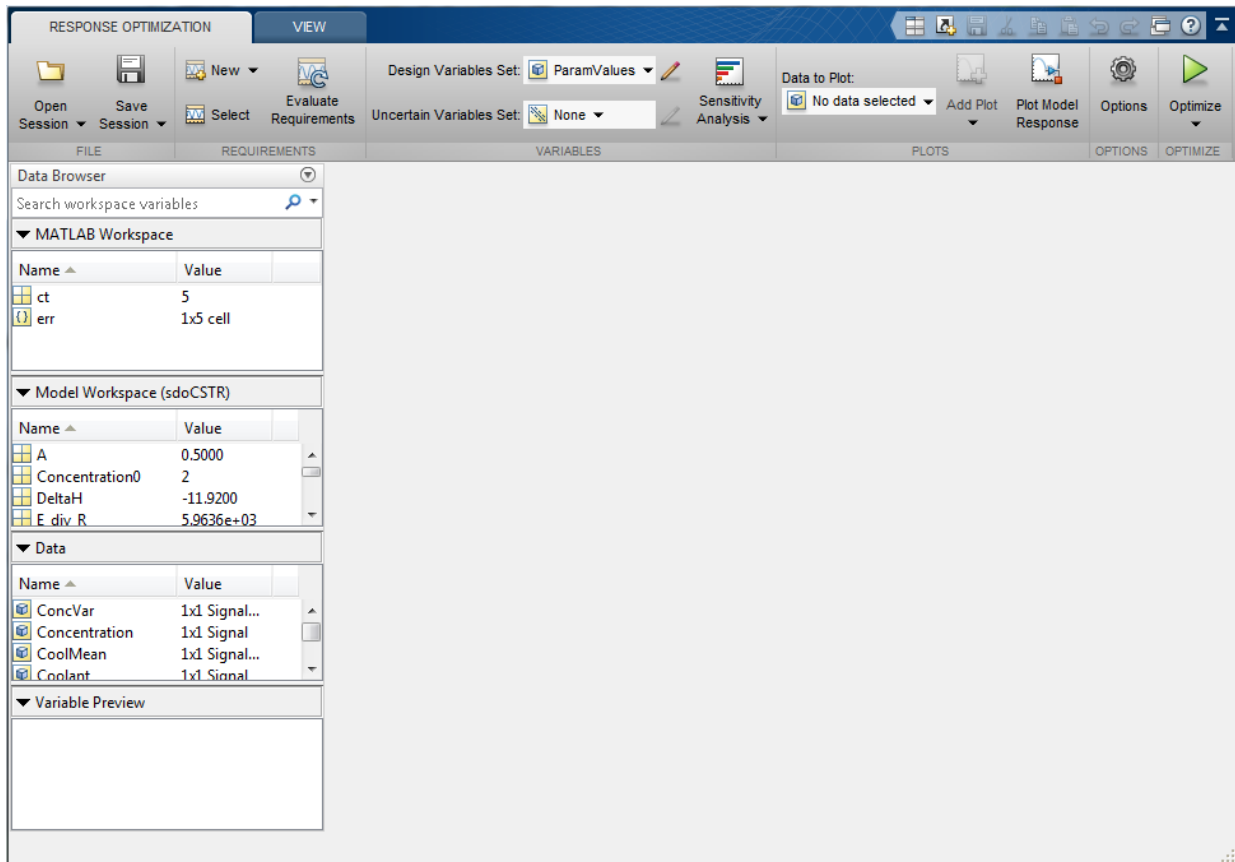 RESPONSE OPTIMIZATION VIEW
Open Session
Save Session
New
Select
Evaluate Requirements
Design Variables Set: ParamValues
Uncertain Variables Set: None
Sensitivity Analysis
Data to Plot:
No data selected
Add Plot
Plot Model Response
Options
Optimize
FILE REQUIREMENTS VARIABLES PLOTS OPTIONS OPTIMIZE
Data Browser
Search workspace variables
MATLAB Workspace
Name Value
ct 5
err 1x5 cell
Model Workspace (sdoCSTR)
Name Value
A 0.5000
Concentration0 2
DeltaH -11.9200
E_div_R 5.9636e+03
Data
Name Value
ConcVar 1x1 Signal...
Concentration 1x1 Signal
CoolMean 1x1 Signal...
Coolant 1x1 Signal
Variable Preview